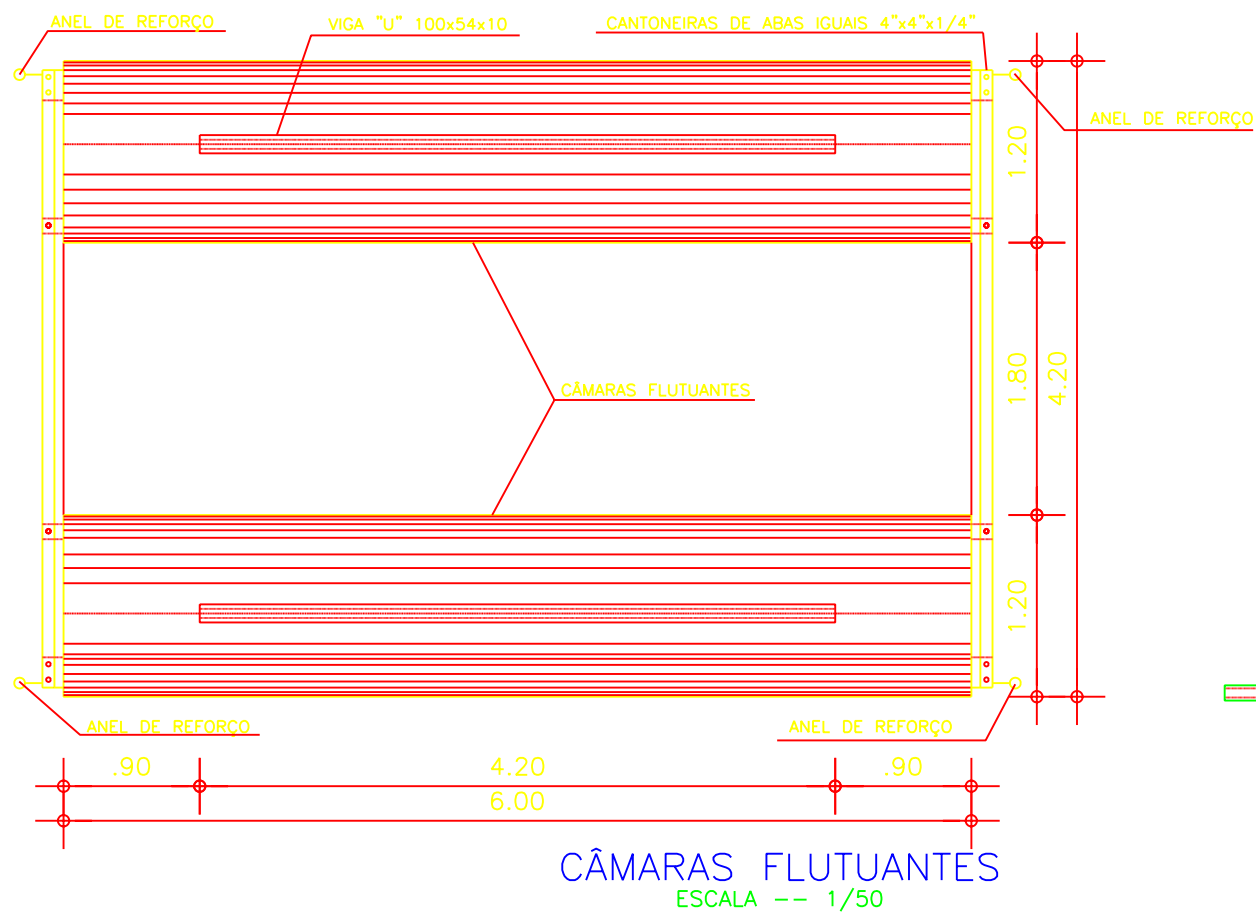 ANEL DE REFORÇO
VIGA "U" 100x54x10
CANTONEIRAS DE ABAS IGUAIS 4"x4"x1/4"
ANEL DE REFORÇO
1.20
1.80
4.20
CÂMARAS FLUTUANTES
1.20
ANEL DE REFORÇO
ANEL DE REFORÇO
.90
4.20
.90
6.00
CÂMARAS FLUTUANTES
ESCALA -- 1/50